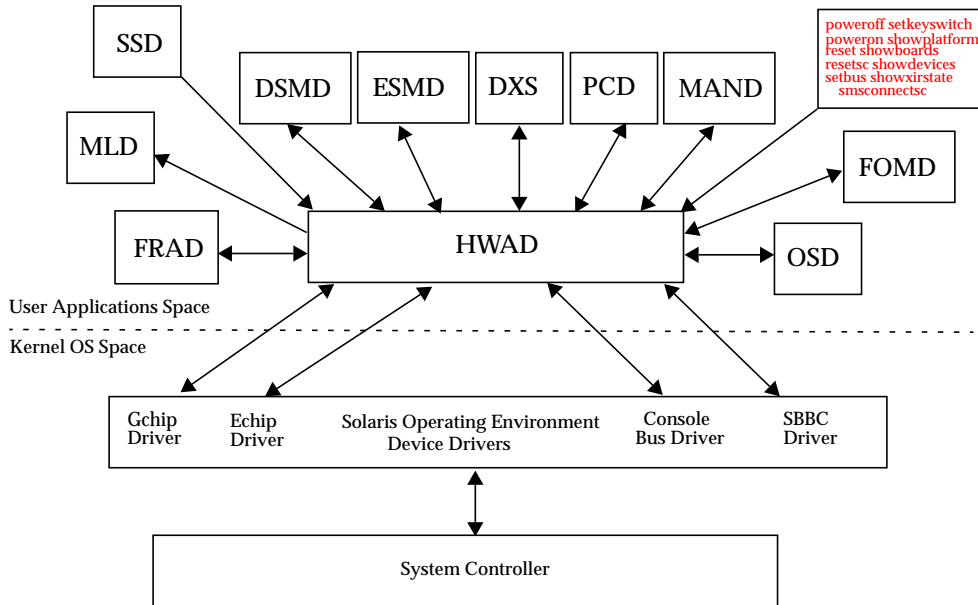 poweroff setkeyswitch
poweron showplatform
reset showboards
resetsc showdevices
setbus showxirstate
smsconnectsc
SSD
DSMD
ESMD
DXS
PCD
MAND
MLD
FOMD
FRAD
HWAD
OSD
User Applications Space
Kernel OS Space
Gchip
Driver
Echip
Driver
Solaris Operating Environment
Device Drivers
Console
Bus Driver
SBBC
Driver
System Controller